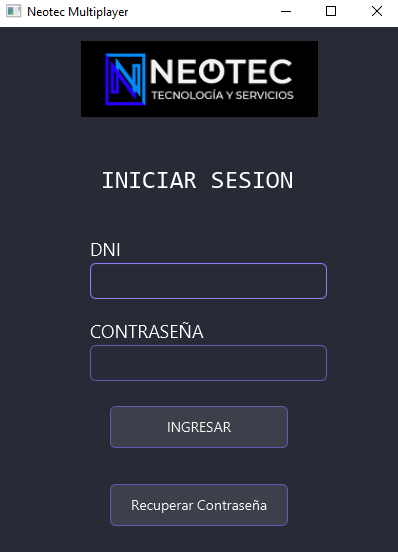 Neotec Multiplayer
NEOTEC
TECNOLOGÍA Y SERVICIOS
INICIAR SESION
DNI
CONTRASEÑA
INGRESAR
Recuperar Contraseña